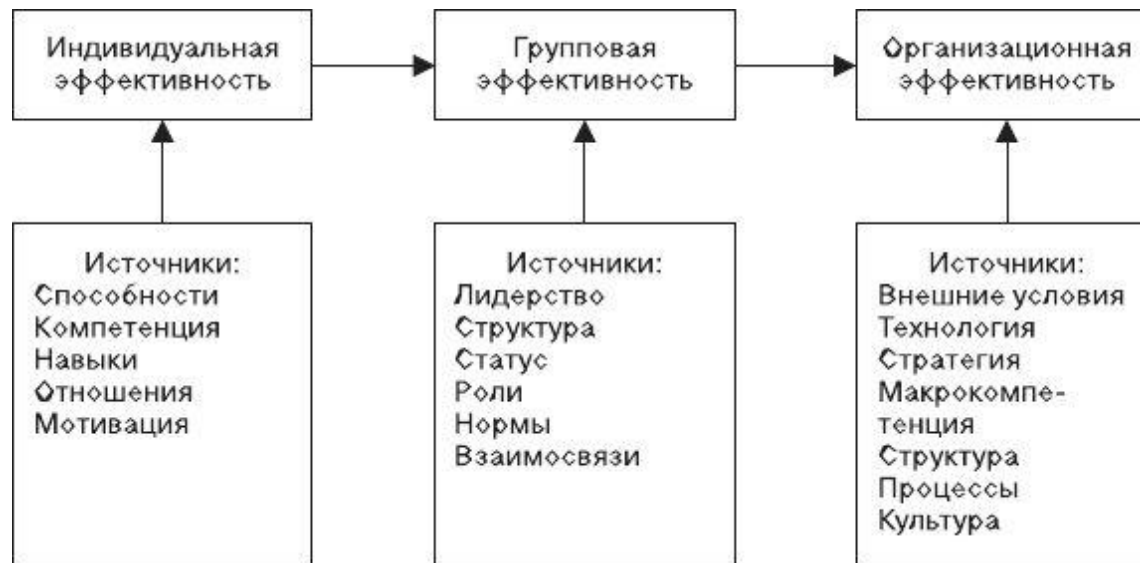 Индивидуальная
эффективность
Групповая
эффективность
Организационная
эффективность
Источники:
Способности
Компетенция
Навыки
Отношения
Мотивация
Источники:
Лидерство
Структура
Статус
Роли
Нормы
Взаимосвязи
Источники:
Внешние условия
Технология
Стратегия
Макрокомпе-
тенция
Структура
Процессы
Культура